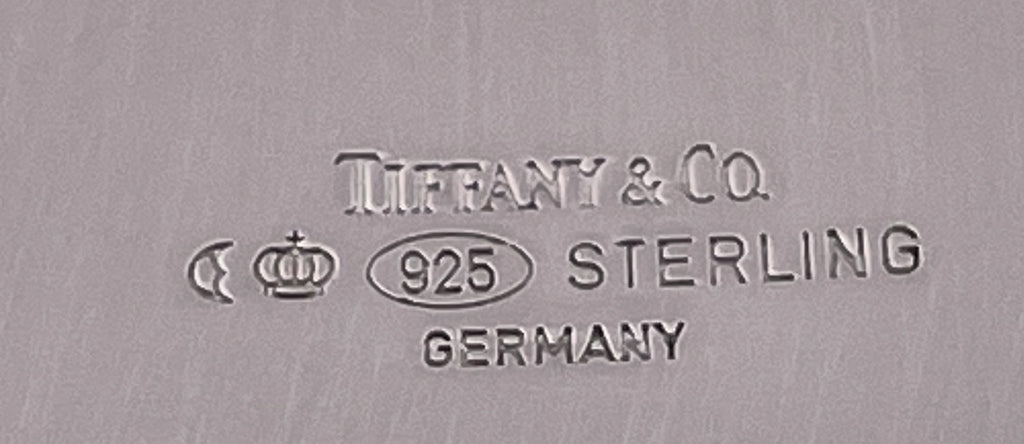 TIFFANY & CO.
925 STERLING
GERMANY